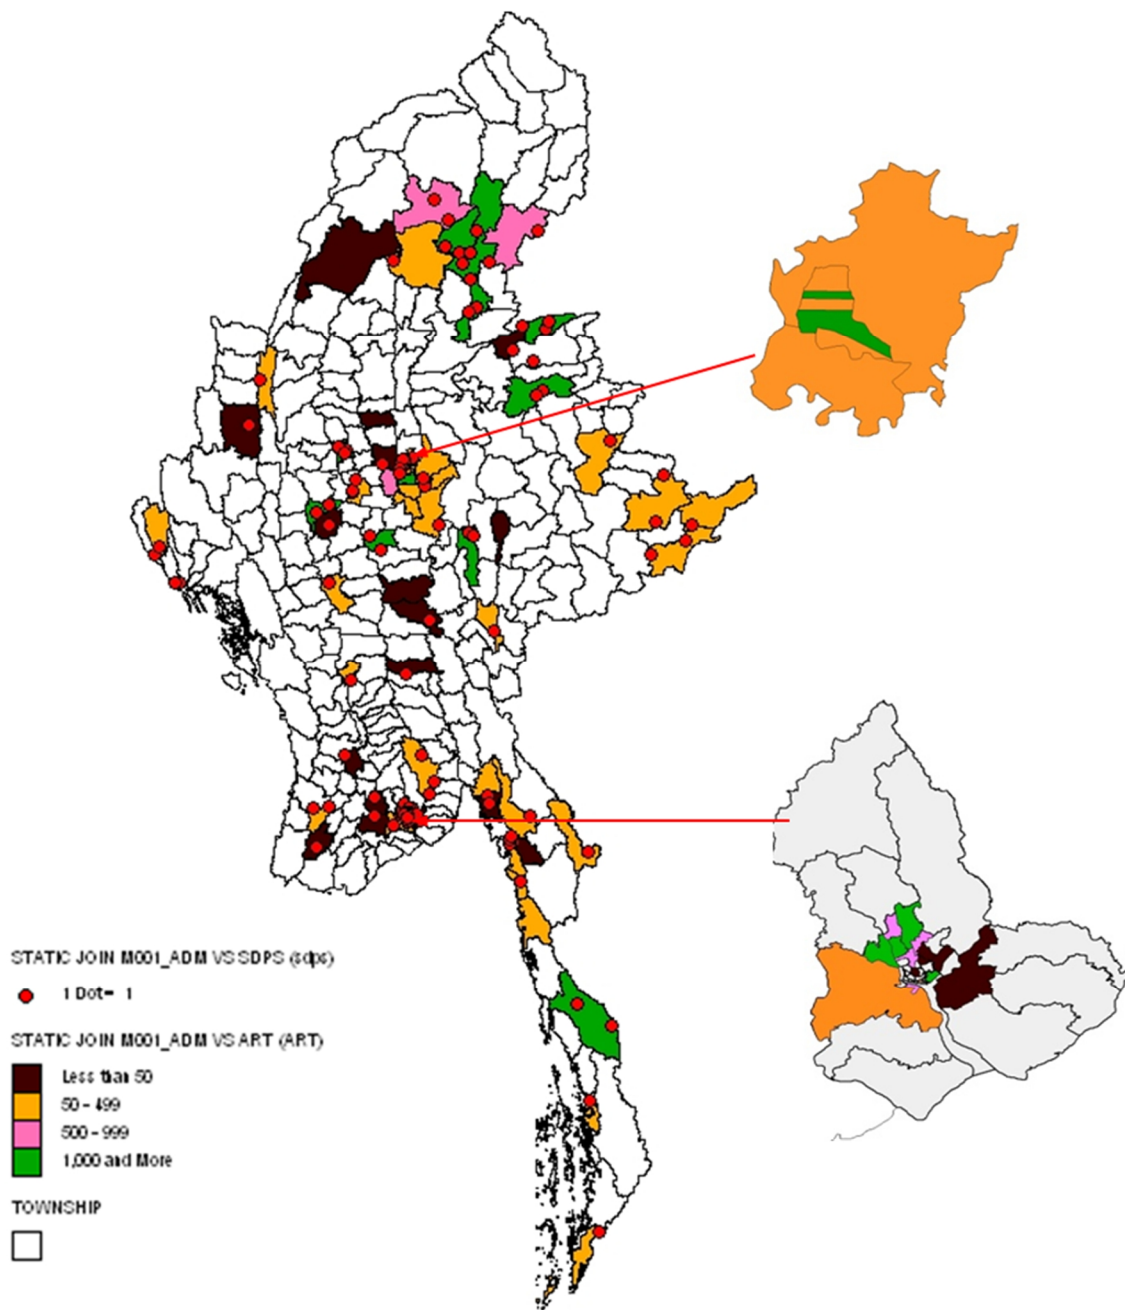 STATIC JOIN M001_ADM VS SDPS (sdps)
1 Dot= 1
STATIC JOIN M001_ADM VS ART (ART)
Less than 50
50 - 499
500 - 999
1,000 and More
TOWNSHIP